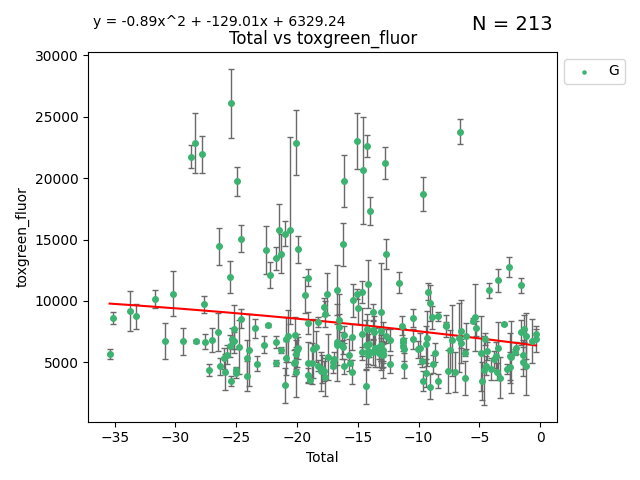 y = -0.89x^2 + -129.01x + 6329.24
N = 213
Total vs toxgreen_fluor
G
30000
25000
20000
15000
10000
5000
toxgreen_fluor
−35
−30
−25
−20
−15
−10
−5
0
Total